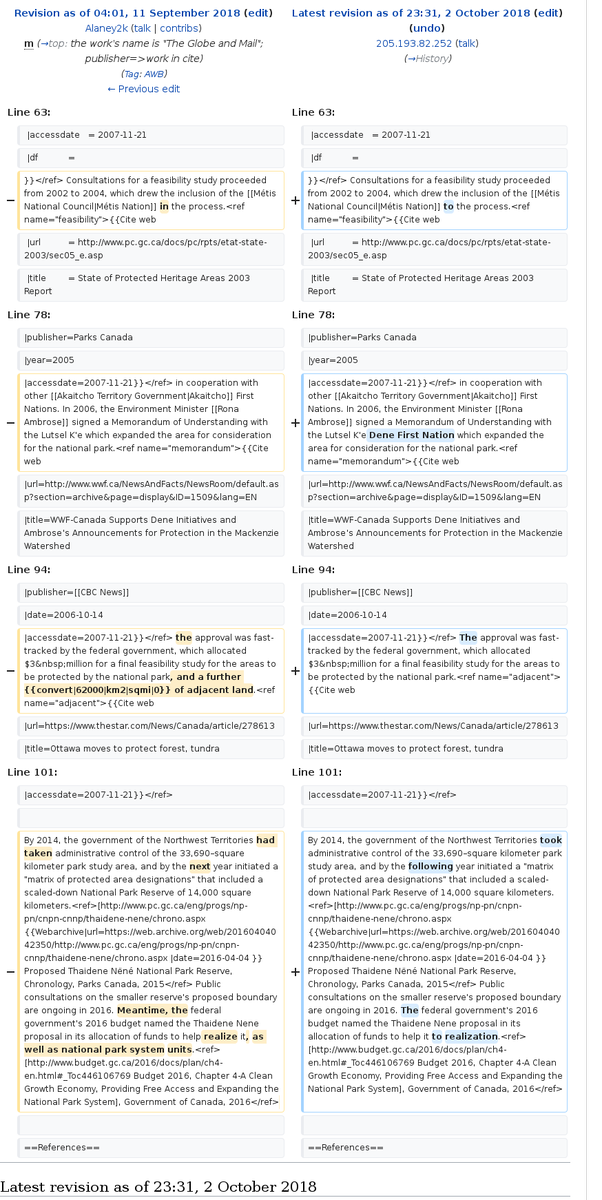 Revision as of 04:01, 11 September 2018 (edit)
Alaney2k (talk | contribs)
m (→top: the work's name is "The Globe and Mail";
publisher=>work in cite)
(Tag: AWB)
← Previous edit
Latest revision as of 23:31, 2 October 2018 (edit)
(undo)
205.193.82.252 (talk)
(→History)
Line 63:
Line 63:
|accessdate = 2007-11-21
|accessdate = 2007-11-21
|df =
|df =
−
}}</ref> Consultations for a feasibility study proceeded
from 2002 to 2004, which drew the inclusion of the [[Métis
National Council|Métis Nation]] in the process.<ref
name="feasibility">{{Cite web
+
}}</ref> Consultations for a feasibility study proceeded
from 2002 to 2004, which drew the inclusion of the [[Métis
National Council|Métis Nation]] to the process.<ref
name="feasibility">{{Cite web
|url = http://www.pc.gc.ca/docs/pc/rpts/etat-state-
2003/sec05_e.asp
|url = http://www.pc.gc.ca/docs/pc/rpts/etat-state-
2003/sec05_e.asp
|title = State of Protected Heritage Areas 2003
Report
|title = State of Protected Heritage Areas 2003
Report
Line 78:
Line 78:
|publisher=Parks Canada
|publisher=Parks Canada
|year=2005
|year=2005
−
|accessdate=2007-11-21}}</ref> in cooperation with
other [[Akaitcho Territory Government|Akaitcho]] First
Nations. In 2006, the Environment Minister [[Rona
Ambrose]] signed a Memorandum of Understanding with
the Lutsel K'e which expanded the area for consideration
for the national park.<ref name="memorandum">{{Cite
web
+
|accessdate=2007-11-21}}</ref> in cooperation with
other [[Akaitcho Territory Government|Akaitcho]] First
Nations. In 2006, the Environment Minister [[Rona
Ambrose]] signed a Memorandum of Understanding with
the Lutsel K'e Dene First Nation which expanded the
area for consideration for the national park.<ref
name="memorandum">{{Cite web
|url=http://www.wwf.ca/NewsAndFacts/NewsRoom/default.as
p?section=archive&page=display&ID=1509&lang=EN
|url=http://www.wwf.ca/NewsAndFacts/NewsRoom/default.as
p?section=archive&page=display&ID=1509&lang=EN
|title=WWF-Canada Supports Dene Initiatives and
Ambrose's Announcements for Protection in the Mackenzie
Watershed
|title=WWF-Canada Supports Dene Initiatives and
Ambrose's Announcements for Protection in the Mackenzie
Watershed
Line 94:
Line 94:
|publisher=[[CBC News]]
|publisher=[[CBC News]]
|date=2006-10-14
|date=2006-10-14
−
|accessdate=2007-11-21}}</ref> the approval was fast-
tracked by the federal government, which allocated
$3&nbsp;million for a final feasibility study for the areas to
be protected by the national park, and a further
{{convert|62000|km2|sqmi|0}} of adjacent land.<ref
name="adjacent">{{Cite web
+
|accessdate=2007-11-21}}</ref> The approval was fast-
tracked by the federal government, which allocated
$3&nbsp;million for a final feasibility study for the areas to
be protected by the national park.<ref name="adjacent">
{{Cite web
|url=https://www.thestar.com/News/Canada/article/278613
|url=https://www.thestar.com/News/Canada/article/278613
|title=Ottawa moves to protect forest, tundra
|title=Ottawa moves to protect forest, tundra
Line 101:
Line 101:
|accessdate=2007-11-21}}</ref>
|accessdate=2007-11-21}}</ref>
−
By 2014, the government of the Northwest Territories had
taken administrative control of the 33,690–square
kilometer park study area, and by the next year initiated a
"matrix of protected area designations" that included a
scaled-down National Park Reserve of 14,000 square
kilometers.<ref>[http://www.pc.gc.ca/eng/progs/np-
pn/cnpn-cnnp/thaidene-nene/chrono.aspx
{{Webarchive|url=https://web.archive.org/web/201604040
42350/http://www.pc.gc.ca/eng/progs/np-pn/cnpn-
cnnp/thaidene-nene/chrono.aspx |date=2016-04-04 }}
Proposed Thaidene Nëné National Park Reserve,
Chronology, Parks Canada, 2015</ref> Public
consultations on the smaller reserve's proposed boundary
are ongoing in 2016. Meantime, the federal
government's 2016 budget named the Thaidene Nene
proposal in its allocation of funds to help realize it, as
well as national park system units.<ref>
[http://www.budget.gc.ca/2016/docs/plan/ch4-
en.html#_Toc446106769 Budget 2016, Chapter 4-A Clean
Growth Economy, Providing Free Access and Expanding the
National Park System], Government of Canada, 2016</ref>
+
By 2014, the government of the Northwest Territories took
administrative control of the 33,690–square kilometer park
study area, and by the following year initiated a "matrix
of protected area designations" that included a scaled-
down National Park Reserve of 14,000 square kilometers.
<ref>[http://www.pc.gc.ca/eng/progs/np-pn/cnpn-
cnnp/thaidene-nene/chrono.aspx
{{Webarchive|url=https://web.archive.org/web/201604040
42350/http://www.pc.gc.ca/eng/progs/np-pn/cnpn-
cnnp/thaidene-nene/chrono.aspx |date=2016-04-04 }}
Proposed Thaidene Nëné National Park Reserve,
Chronology, Parks Canada, 2015</ref> Public
consultations on the smaller reserve's proposed boundary
are ongoing in 2016. The federal government's 2016
budget named the Thaidene Nene proposal in its
allocation of funds to help it to realization.<ref>
[http://www.budget.gc.ca/2016/docs/plan/ch4-
en.html#_Toc446106769 Budget 2016, Chapter 4-A Clean
Growth Economy, Providing Free Access and Expanding the
National Park System], Government of Canada, 2016</ref>
==References==
==References==
Latest revision as of 23:31, 2 October 2018